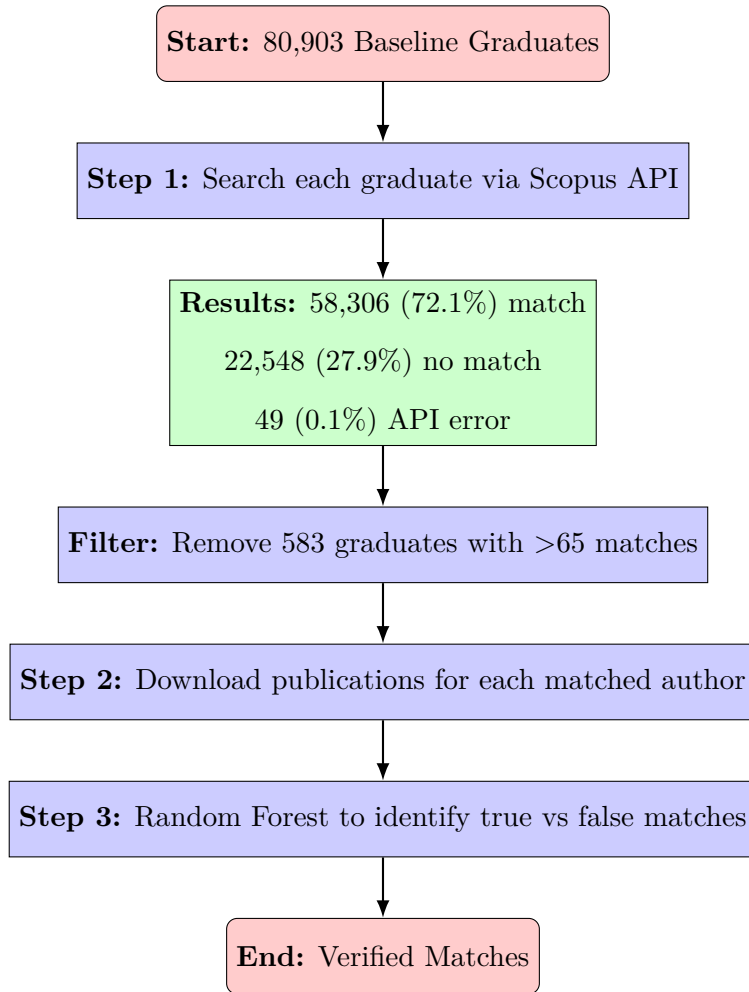 Start: 80,903 Baseline Graduates
Step 1: Search each graduate via Scopus API
Results: 58,306 (72.1%) match
22,548 (27.9%) no match
49 (0.1%) API error
Filter: Remove 583 graduates with >65 matches
Step 2: Download publications for each matched author
Step 3: Random Forest to identify true vs false matches
End: Verified Matches